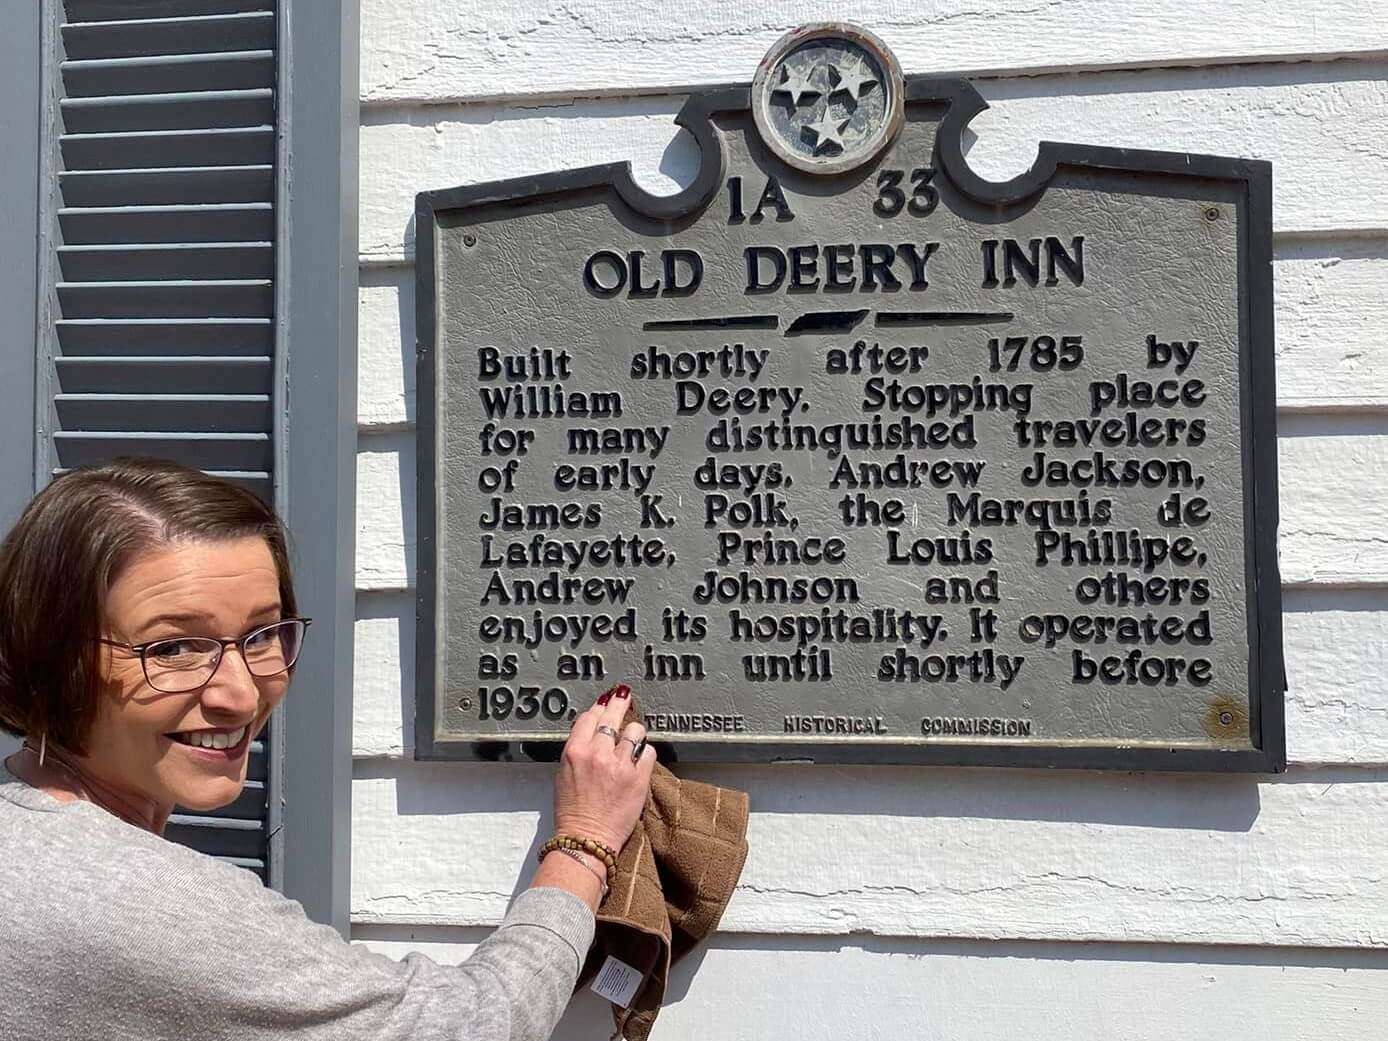 1A 33
OLD DEERY INN
Built shortly after 1785 by
William Deery. Stopping place
for many distinguished travelers
of early days. Andrew Jackson,
James K. Polk, the Marquis de
Lafayette, Prince Louis Phillipe,
Andrew Johnson and others
enjoyed its hospitality. It operated
as an inn until shortly before
1930.
TENNESSEE HISTORICAL COMMISSION